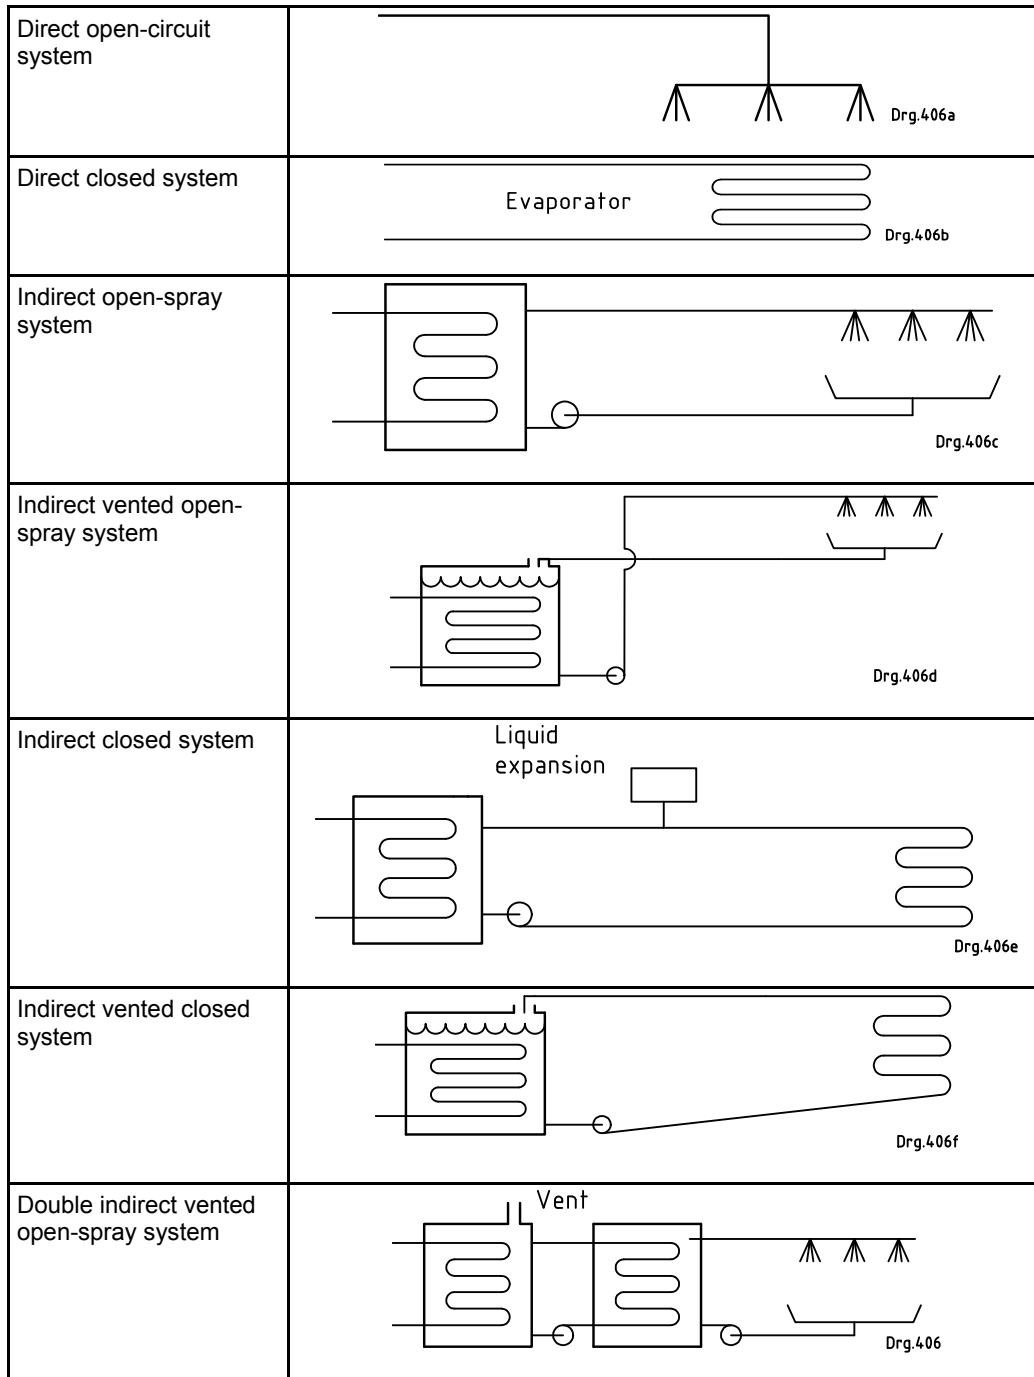 Direct open-circuit
system
Drg.406a
Direct closed system
Evaporator
Drg.406b
Indirect open-spray
system
Drg.406c
Indirect vented open-
spray system
Drg.406d
Indirect closed system
Liquid
expansion
Drg.406e
Indirect vented closed
system
Drg.406f
Double indirect vented
open-spray system
Vent
Drg.406